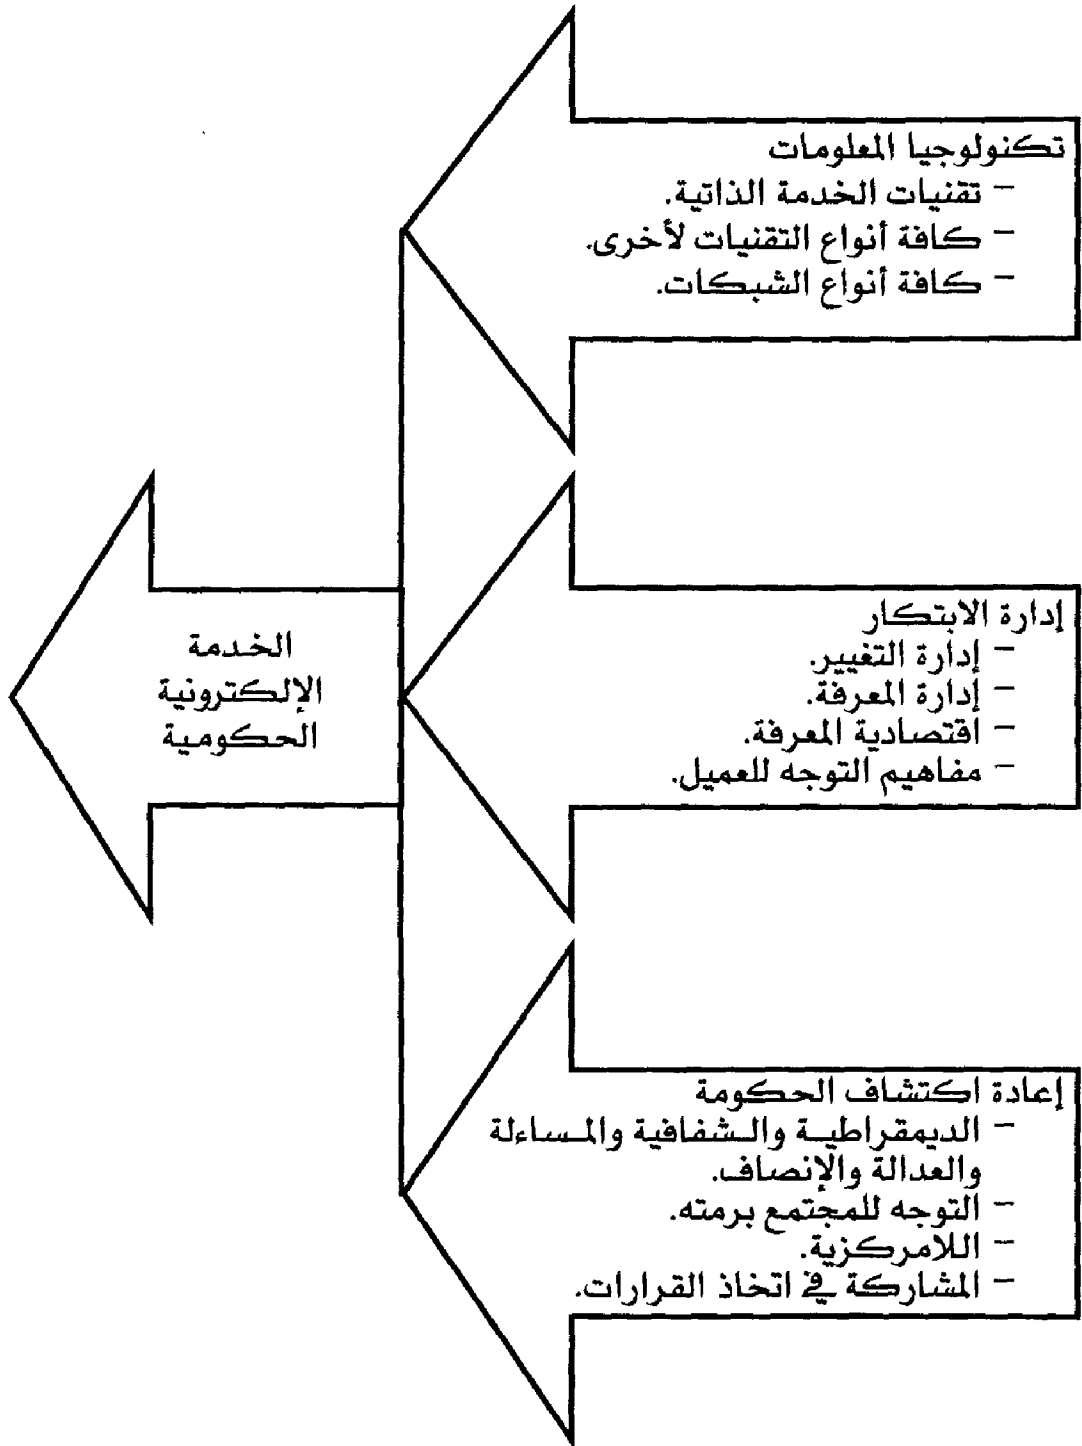 تكنولوجيا المعلومات
– تقنيات الخدمة الذاتية.
– كافة أنواع التقنيات لأخرى.
– كافة أنواع الشبكات.
إدارة الابتكار
– إدارة التغيير.
– إدارة المعرفة.
– اقتصادية المعرفة.
– مفاهيم التوجه للعميل.
إعادة اكتشاف الحكومة
– الديمقراطية والشفافية والمساءلة
والعدالة والإنصاف.
– التوجه للمجتمع برمته.
– اللامركزية.
– المشاركة في اتخاذ القرارات.
الخدمة
الإلكترونية
الحكومية